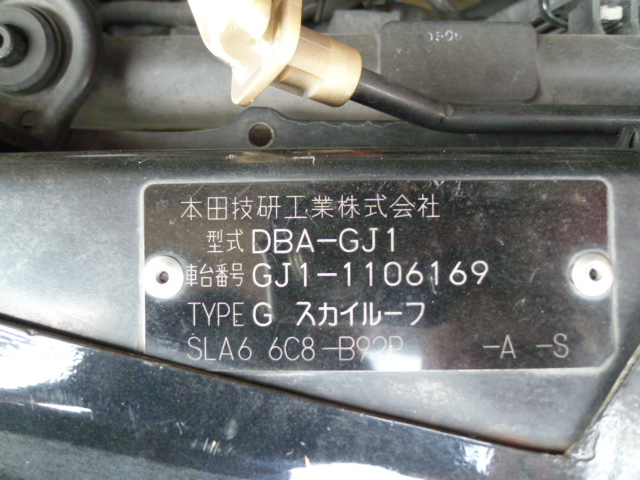 本田技研工業株式会社
型式 DBA-GJ1
車台番号 GJ1-1106169
TYPE G スカイルーフ
SLA6 6C8-B92P -A -S